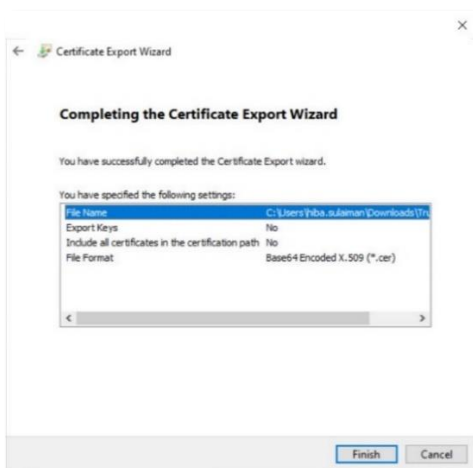 Certificate Export Wizard
Completing the Certificate Export Wizard
You have successfully completed the Certificate Export wizard.
You have specified the following settings:
File Name C:\Users\hiba.sulaiman\Downloads\Tru
Export Keys No
Include all certificates in the certification path No
File Format Base64 Encoded X.509 (*.cer)
Finish Cancel